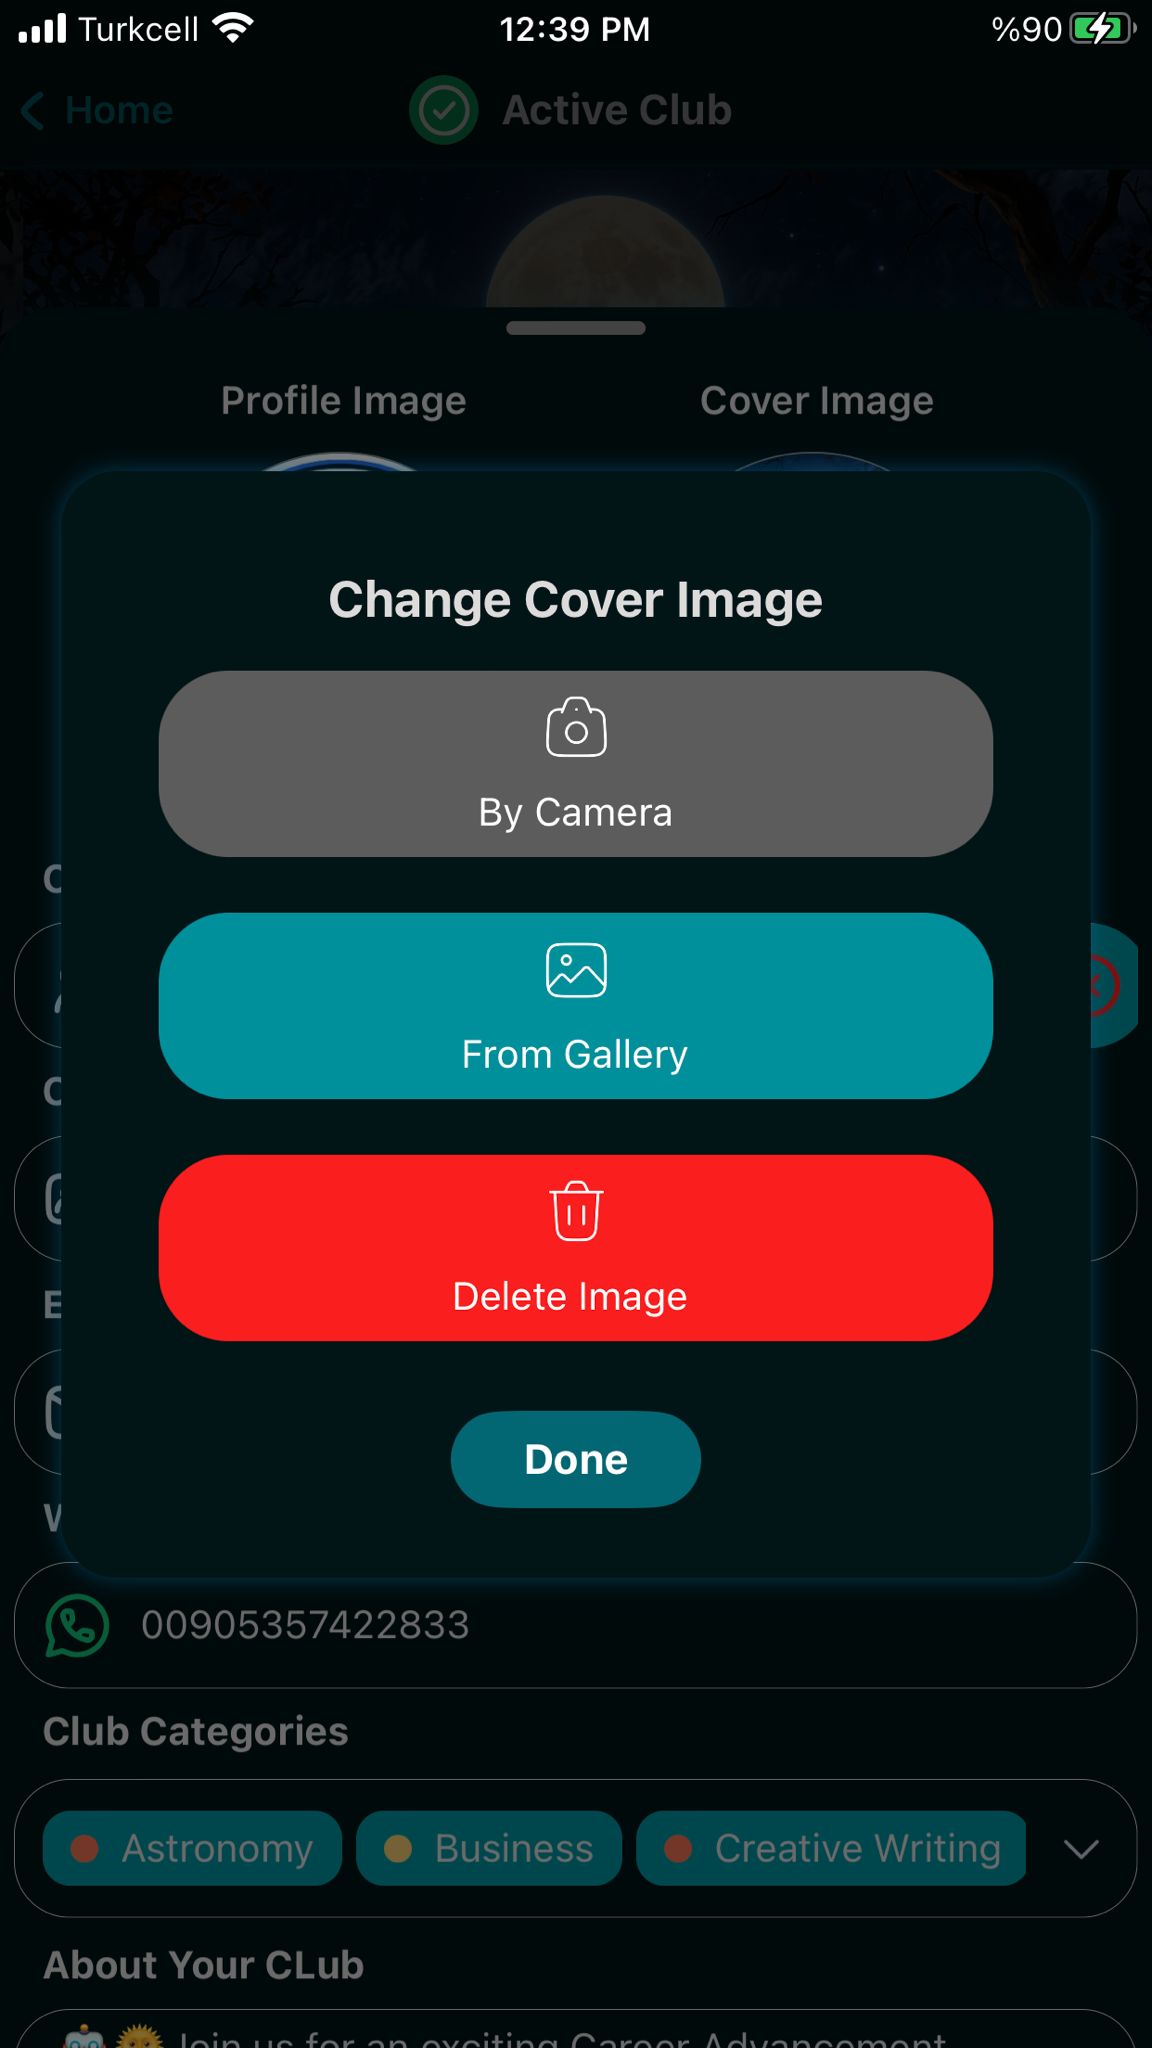 Turkcell 12:39 PM %90
Home Active Club
Profile Image Cover Image
Change Cover Image
By Camera
From Gallery
Delete Image
Done
00905357422833
Club Categories
Astronomy Business Creative Writing
About Your CLub
Join us for an exciting Career Advancement